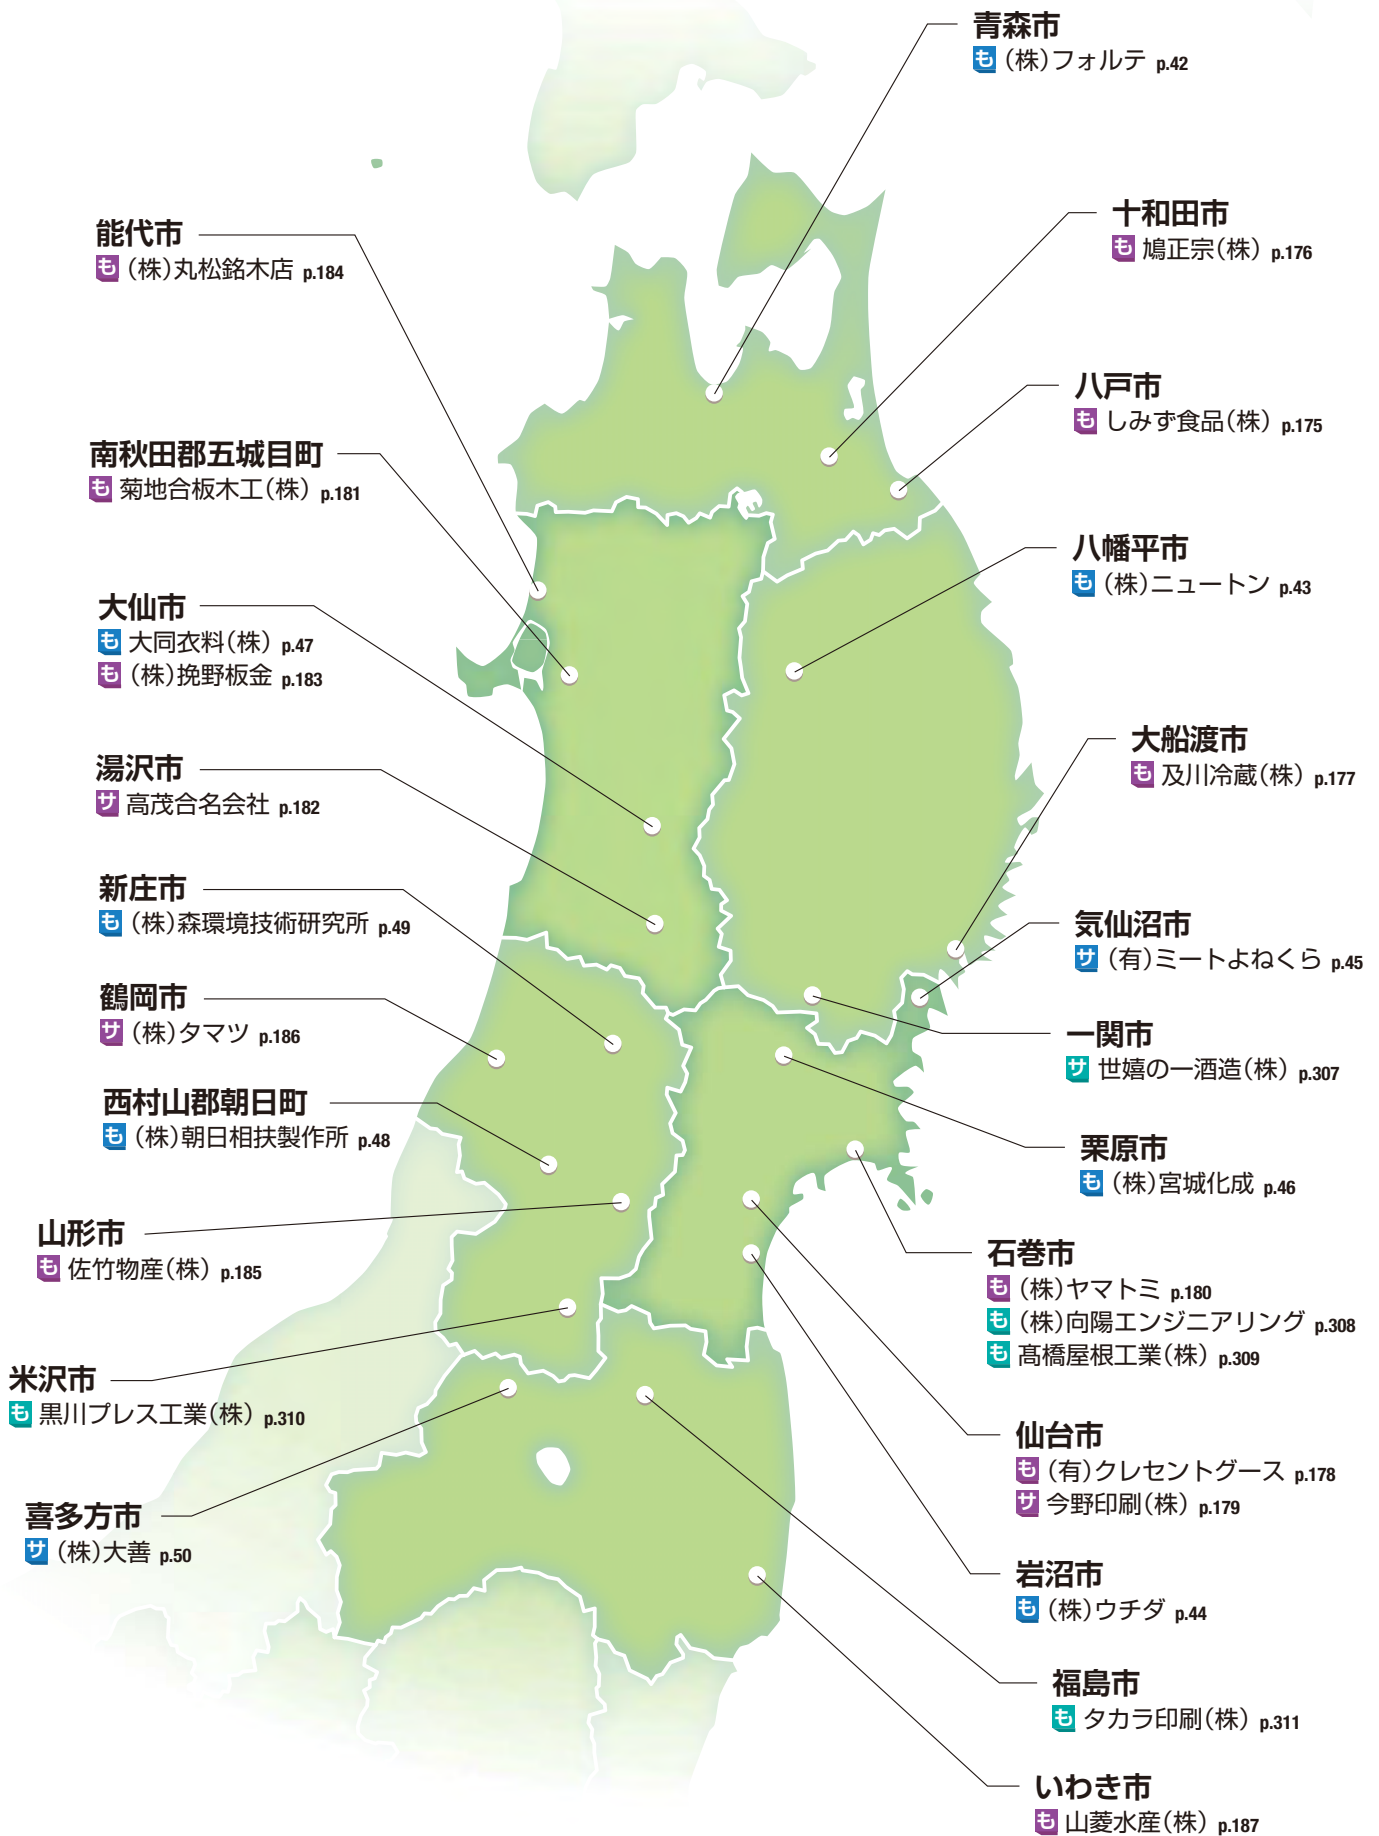 青森市
も (株)フォルテ p.42
十和田市
も 鳩正宗(株) p.176
能代市
も (株)丸松銘木店 p.184
八戸市
も しみず食品(株) p.175
南秋田郡五城目町
も 菊地合板木工(株) p.181
八幡平市
も (株)ニュートン p.43
大仙市
も 大同衣料(株) p.47
も (株)挽野板金 p.183
大船渡市
も 及川冷蔵(株) p.177
湯沢市
サ 高茂合名会社 p.182
新庄市
も (株)森環境技術研究所 p.49
気仙沼市
サ (有)ミートよねくら p.45
鶴岡市
サ (株)タマツ p.186
一関市
サ 世嬉の一酒造(株) p.307
西村山郡朝日町
も (株)朝日相扶製作所 p.48
栗原市
も (株)宮城化成 p.46
山形市
も 佐竹物産(株) p.185
石巻市
も (株)ヤマトミ p.180
も (株)向陽エンジニアリング p.308
も 髙橋屋根工業(株) p.309
米沢市
も 黒川プレス工業(株) p.310
仙台市
も (有)クレセントグース p.178
サ 今野印刷(株) p.179
喜多方市
サ (株)大善 p.50
岩沼市
も (株)ウチダ p.44
福島市
も タカラ印刷(株) p.311
いわき市
も 山菱水産(株) p.187